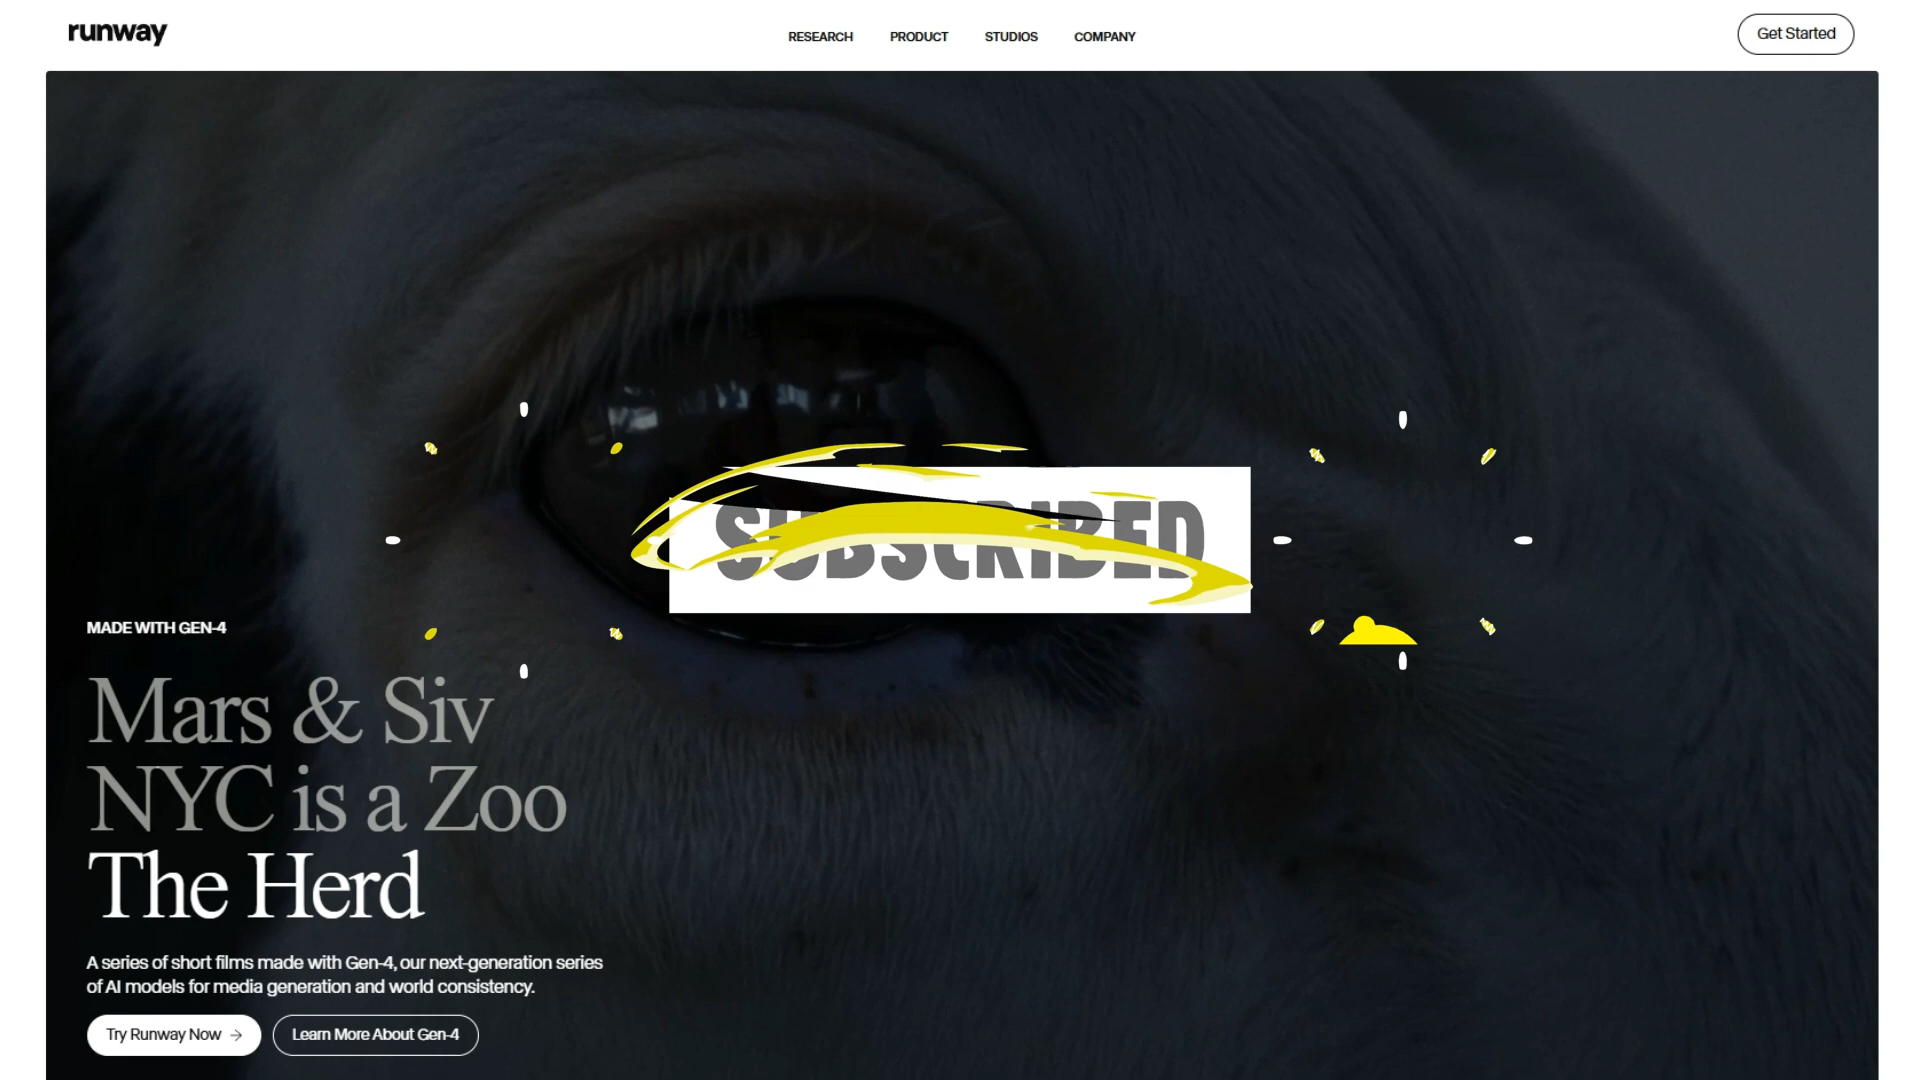 runway
RESEARCH PRODUCT STUDIOS COMPANY
Get Started
SUBSCRIBED
MADE WITH GEN-4
Mars & Siv
NYC is a Zoo
The Herd
A series of short films made with Gen-4, our next-generation series
of AI models for media generation and world consistency.
Try Runway Now →
Learn More About Gen-4